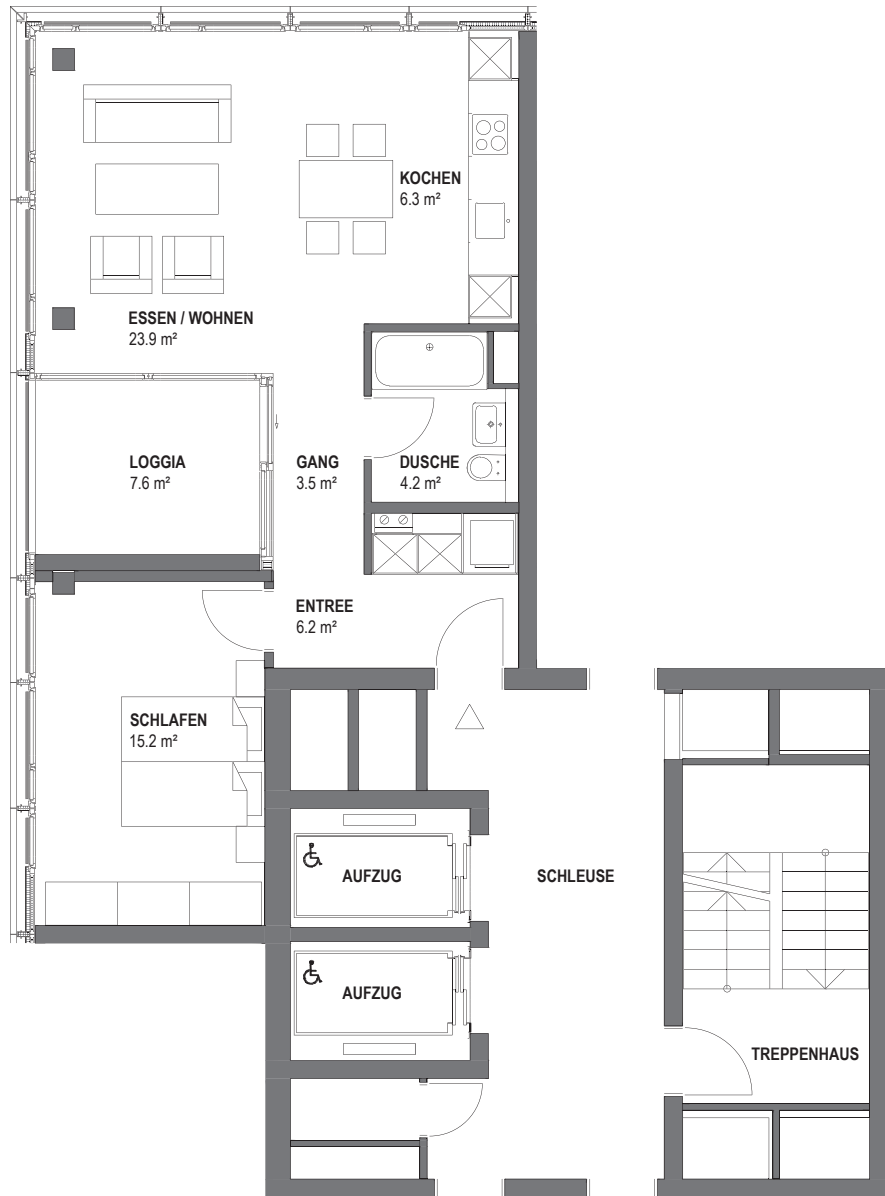 KOCHEN
6.3 m²
ESSEN / WOHNEN
23.9 m²
LOGGIA
7.6 m²
GANG
3.5 m²
DUSCHE
4.2 m²
ENTREE
6.2 m²
SCHLAFEN
15.2 m²
AUFZUG
SCHLEUSE
AUFZUG
TREPPENHAUS